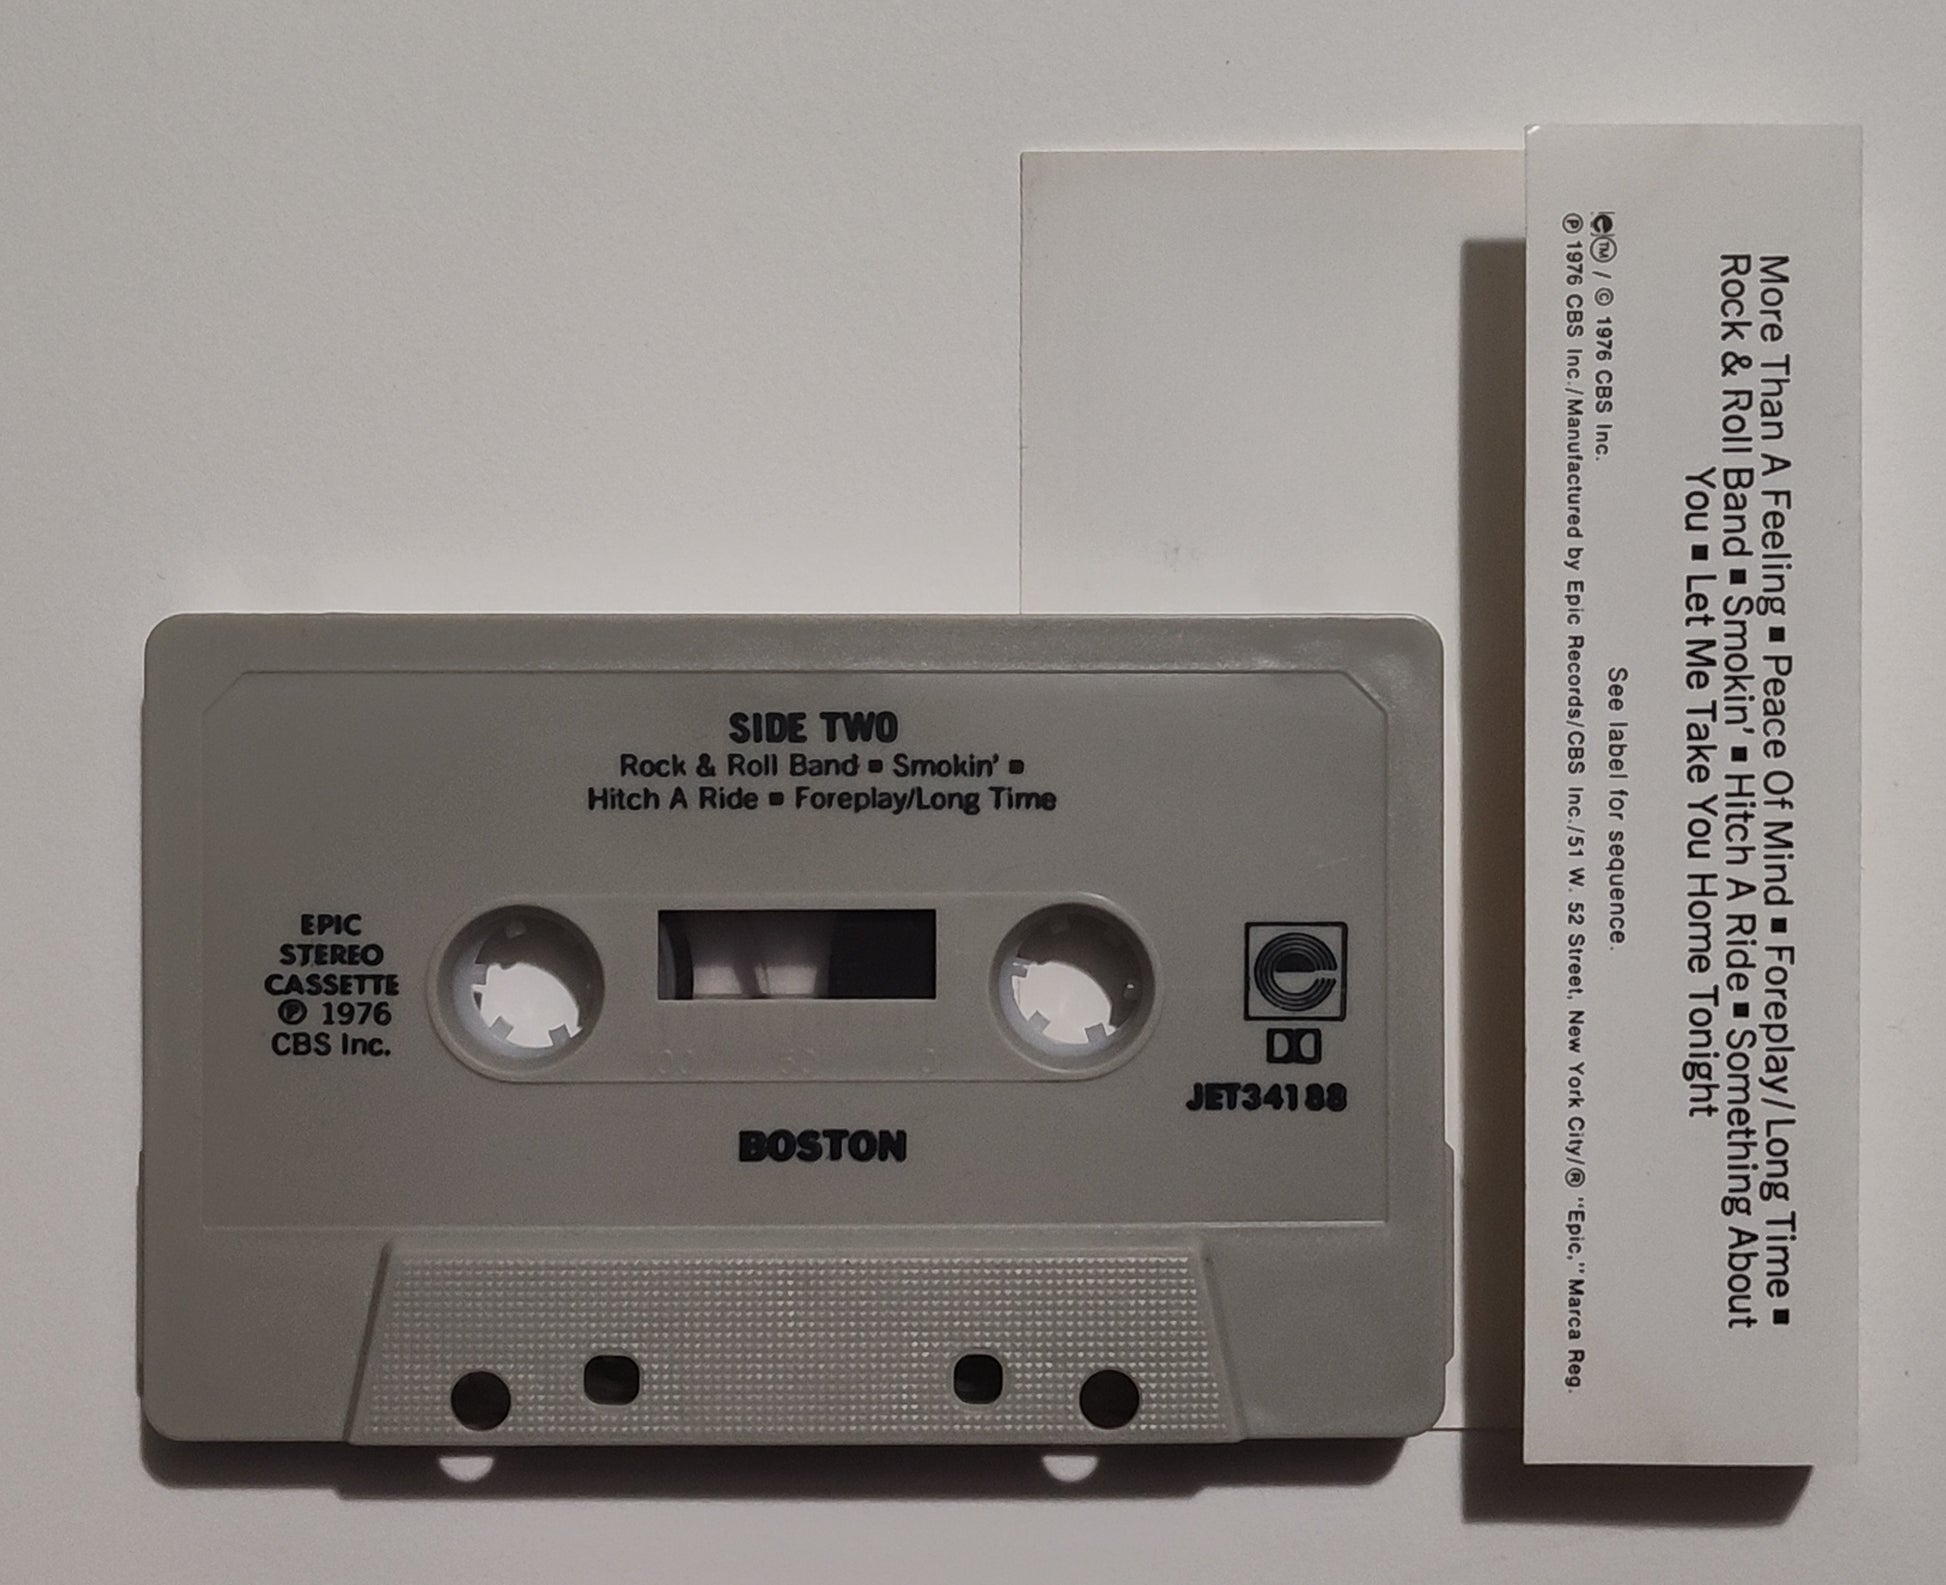 SIDE TWO
Rock & Roll Band ▪ Smokin' ▪
Hitch A Ride ▪ Foreplay/Long Time
EPIC
STEREO
CASSETTE
℗ 1976
CBS Inc.
JET34188
BOSTON
More Than A Feeling ▪ Peace Of Mind ▪ Foreplay/Long Time ▪
Rock & Roll Band ▪ Smokin' ▪ Hitch A Ride ▪ Something About
You ▪ Let Me Take You Home Tonight
See label for sequence.
e ™ / © 1976 CBS Inc.
℗ 1976 CBS Inc./Manufactured by Epic Records/CBS Inc./51 W. 52 Street, New York City/® "Epic," Marca Reg.